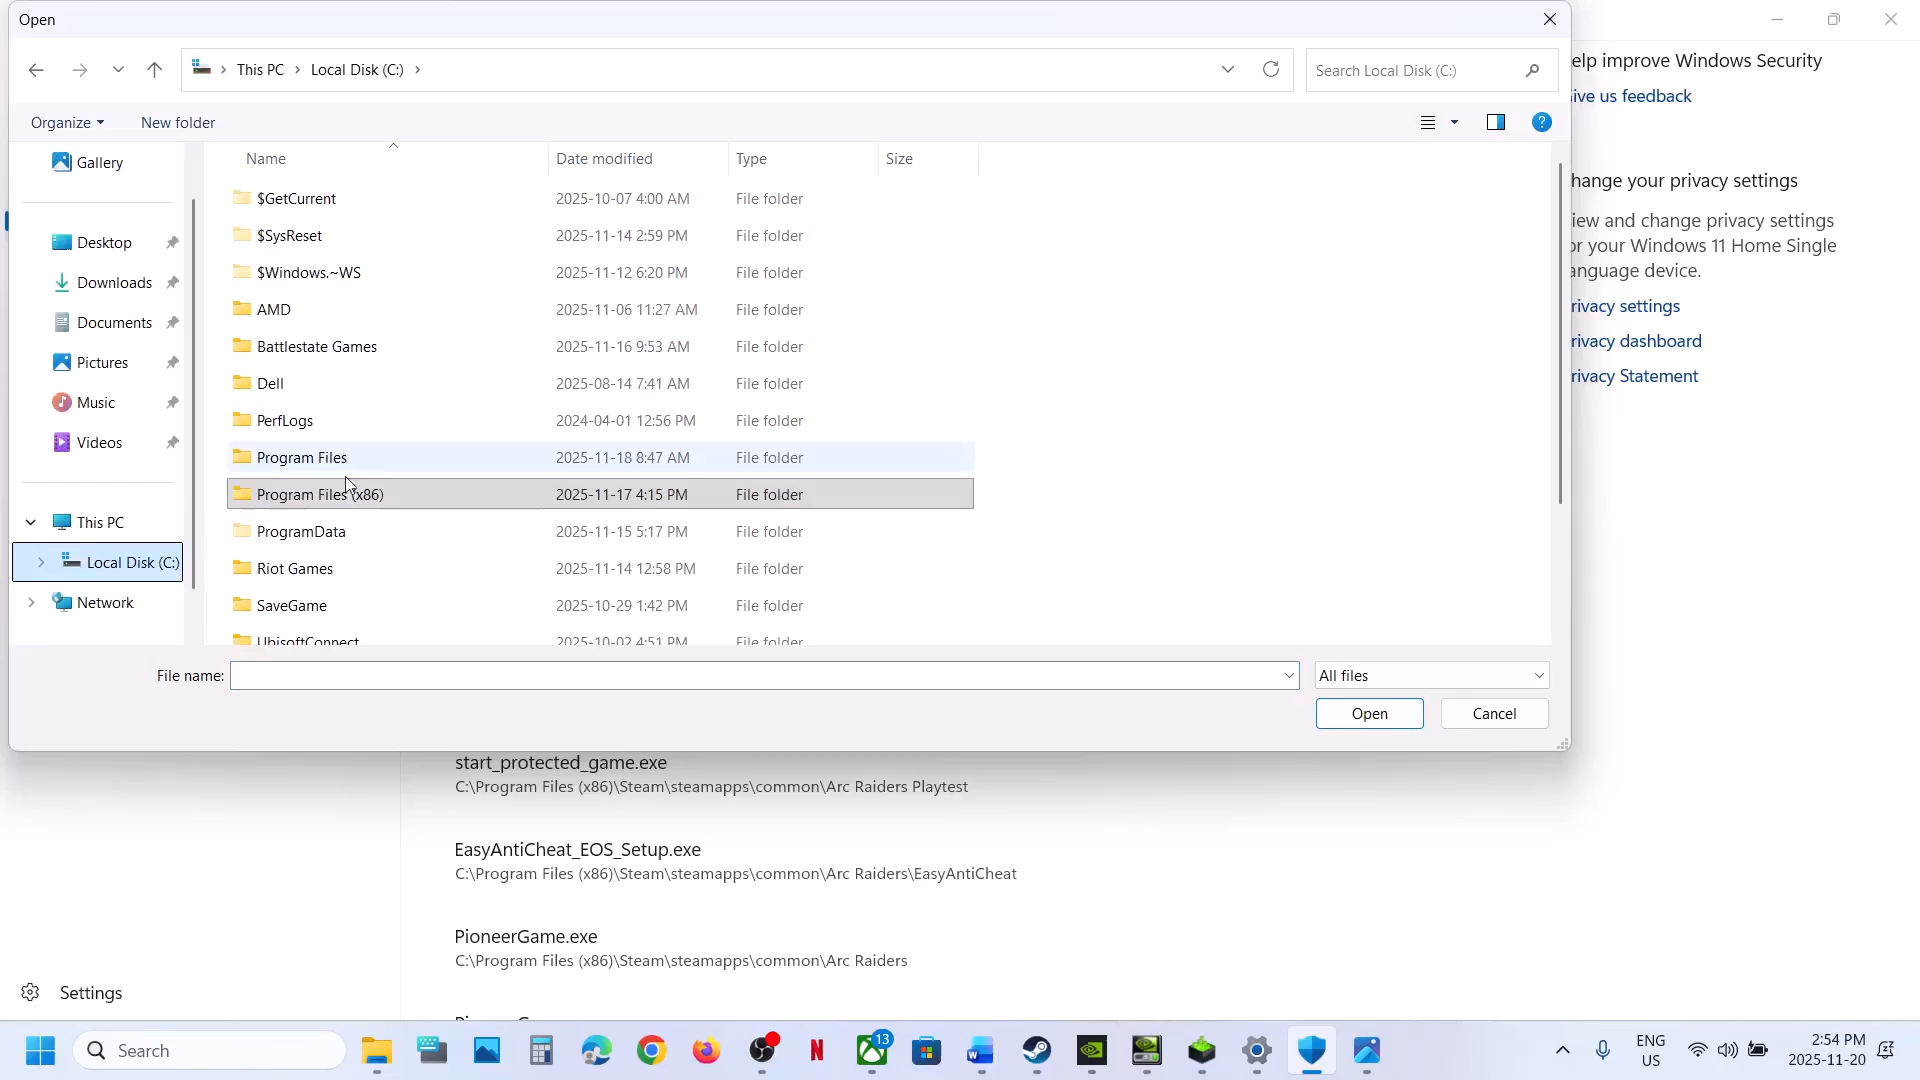 Open
This PC
Local Disk (C:)
Search Local Disk (C:)
Organize
New folder
Gallery
Desktop
Downloads
Documents
Pictures
Music
Videos
This PC
Local Disk (C:)
Network
Name Date modified Type Size
$GetCurrent 2025-10-07 4:00 AM File folder
$SysReset 2025-11-14 2:59 PM File folder
$Windows.~WS 2025-11-12 6:20 PM File folder
AMD 2025-11-06 11:27 AM File folder
Battlestate Games 2025-11-16 9:53 AM File folder
Dell 2025-08-14 7:41 AM File folder
PerfLogs 2024-04-01 12:56 PM File folder
Program Files 2025-11-18 8:47 AM File folder
Program Files (x86) 2025-11-17 4:15 PM File folder
ProgramData 2025-11-15 5:17 PM File folder
Riot Games 2025-11-14 12:58 PM File folder
SaveGame 2025-10-29 1:42 PM File folder
UbisoftConnect 2025-10-02 4:51 PM File folder
File name:
All files
Open
Cancel
elp improve Windows Security
ive us feedback
hange your privacy settings
iew and change privacy settings
or your Windows 11 Home Single
anguage device.
rivacy settings
rivacy dashboard
rivacy Statement
start_protected_game.exe
C:\Program Files (x86)\Steam\steamapps\common\Arc Raiders Playtest
EasyAntiCheat_EOS_Setup.exe
C:\Program Files (x86)\Steam\steamapps\common\Arc Raiders\EasyAntiCheat
PioneerGame.exe
C:\Program Files (x86)\Steam\steamapps\common\Arc Raiders
Settings
Search
13
ENG
US
2:54 PM
2025-11-20